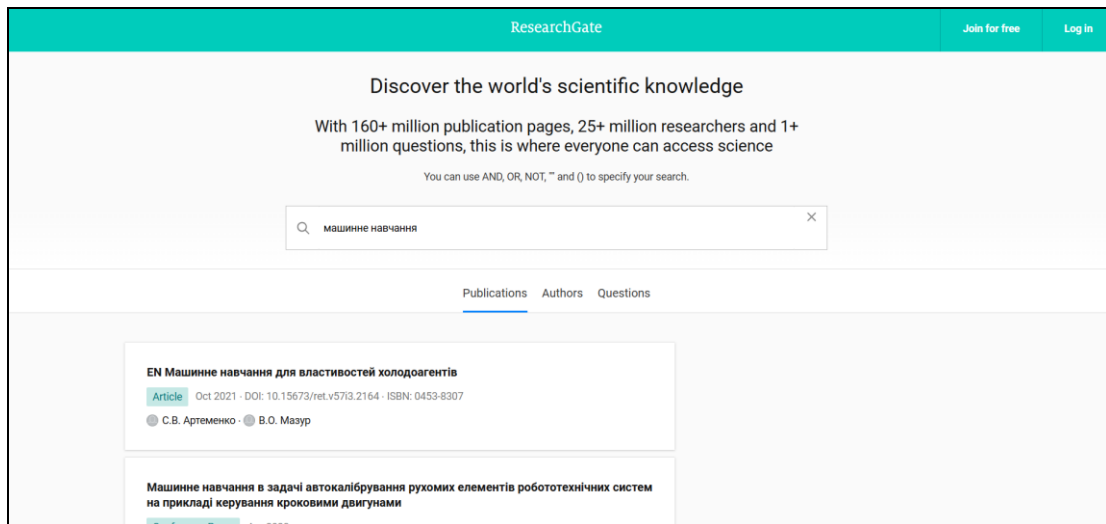 ResearchGate
Join for free
Log in
Discover the world's scientific knowledge
With 160+ million publication pages, 25+ million researchers and 1+
million questions, this is where everyone can access science
You can use AND, OR, NOT, "" and () to specify your search.
машинне навчання
Publications Authors Questions
EN Машинне навчання для властивостей холодоагентів
Article Oct 2021 · DOI: 10.15673/ret.v57i3.2164 · ISBN: 0453-8307
С.В. Артеменко · В.О. Мазур
Машинне навчання в задачі автокалібрування рухомих елементів робототехнічних систем
на прикладі керування кроковими двигунами